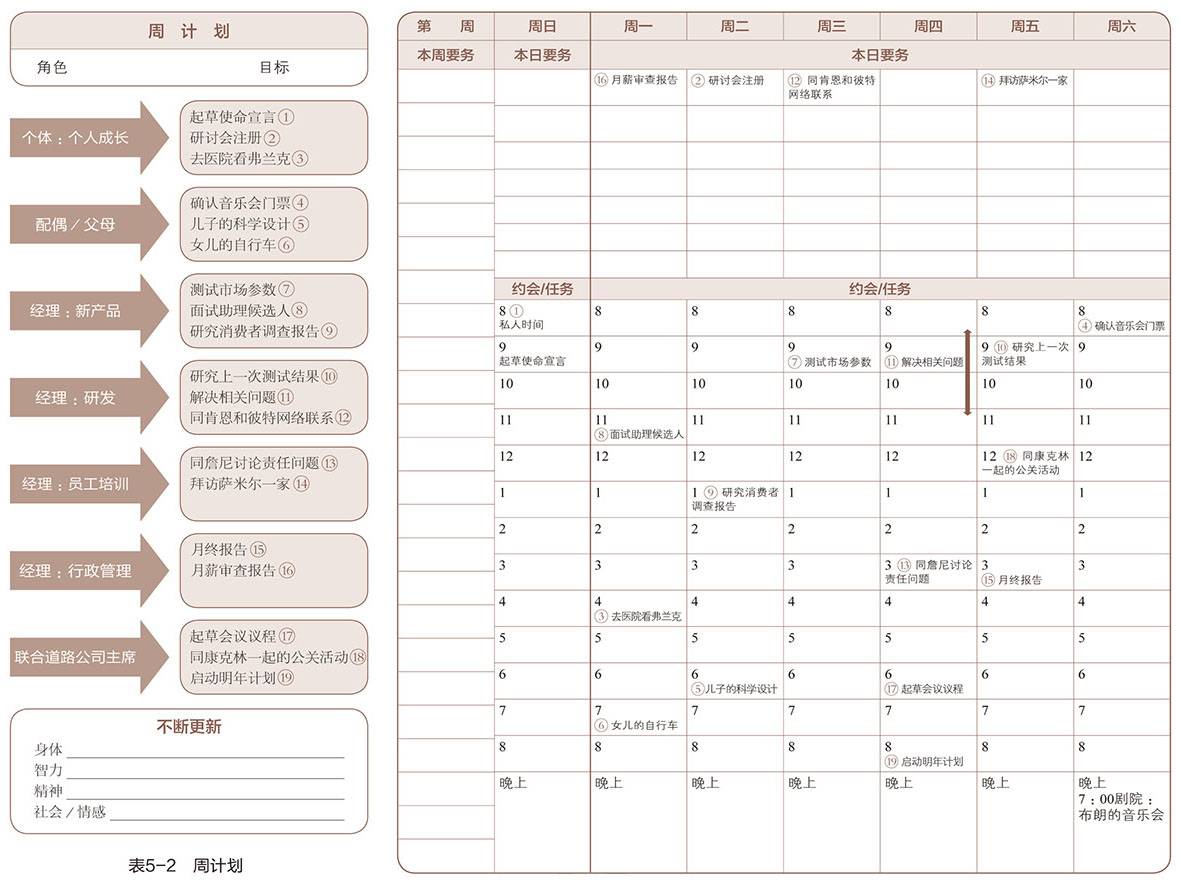 周 计 划
角色 目标
个体：个人成长
起草使命宣言①
研讨会注册②
去医院看弗兰克③
配偶／父母
确认音乐会门票④
儿子的科学设计⑤
女儿的自行车⑥
经理：新产品
测试市场参数⑦
面试助理候选人⑧
研究消费者调查报告⑨
经理：研发
研究上一次测试结果⑩
解决相关问题⑪
同肯恩和彼特网络联系⑫
经理：员工培训
同詹尼讨论责任问题⑬
拜访萨米尔一家⑭
经理：行政管理
月终报告⑮
月薪审查报告⑯
联合道路公司主席
起草会议议程⑰
同康克林一起的公关活动⑱
启动明年计划⑲
不断更新
身体
智力
精神
社会／情感
表5-2 周计划
第 周 周日 周一 周二 周三 周四 周五 周六
本周要务 本日要务 本日要务
⑯月薪审查报告 ②研讨会注册 ⑫同肯恩和彼特 ⑭拜访萨米尔一家
网络联系
约会/任务 约会/任务
8① 8 8 8 8 8 8
私人时间 ④确认音乐会门票
9 9 9 9 9 9⑩研究上一次 9
起草使命宣言 ⑦测试市场参数 ⑪解决相关问题 测试结果
10 10 10 10 10 10 10
11 11 11 11 11 11 11
⑧面试助理候选人
12 12 12 12 12 12⑱同康克林 12
一起的公关活动
1 1 1⑨研究消费者 1 1 1 1
调查报告
2 2 2 2 2 2 2
3 3 3 3 3⑬同詹尼讨论 3 3
责任问题 ⑮月终报告
4 4 4 4 4 4 4
③去医院看弗兰克
5 5 5 5 5 5 5
6 6 6 6 6 6 6
⑤儿子的科学设计 ⑰起草会议议程
7 7 7 7 7 7 7
⑥女儿的自行车
8 8 8 8 8 8 8
⑲启动明年计划
晚上 晚上 晚上 晚上 晚上 晚上 晚上
7：00剧院：
布朗的音乐会